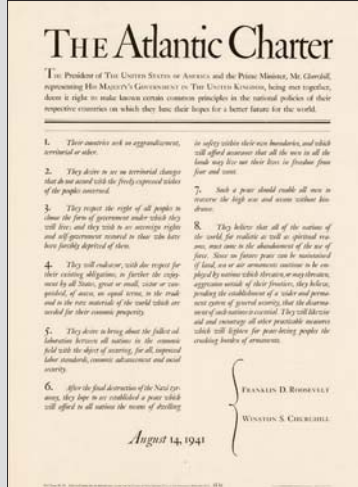 THE Atlantic Charter
THE President of THE UNITED STATES OF AMERICA and the Prime Minister, Mr. Churchill,
representing HIS MAJESTY'S GOVERNMENT IN THE UNITED KINGDOM, being met together,
deem it right to make known certain common principles in the national policies of their
respective countries on which they base their hopes for a better future for the world.
1. Their countries seek no aggrandizement,
territorial or other.
2. They desire to see no territorial changes
that do not accord with the freely expressed wishes
of the peoples concerned.
3. They respect the right of all peoples to
choose the form of government under which they
will live; and they wish to see sovereign rights
and self-government restored to those who have
been forcibly deprived of them.
4. They will endeavor, with due respect for
their existing obligations, to further the enjoy-
ment by all States, great or small, victor or van-
quished, of access, on equal terms, to the trade
and to the raw materials of the world which are
needed for their economic prosperity.
5. They desire to bring about the fullest col-
laboration between all nations in the economic
field with the object of securing, for all, improved
labor standards, economic advancement and social
security.
6. After the final destruction of the Nazi tyr-
anny, they hope to see established a peace which
will afford to all nations the means of dwelling
in safety within their own boundaries, and which
will afford assurance that all the men in all the
lands may live out their lives in freedom from
fear and want.
7. Such a peace should enable all men to
traverse the high seas and oceans without hin-
drance.
8. They believe that all of the nations of
the world, for realistic as well as spiritual rea-
sons, must come to the abandonment of the use of
force. Since no future peace can be maintained
if land, sea or air armaments continue to be em-
ployed by nations which threaten, or may threaten,
aggression outside of their frontiers, they believe,
pending the establishment of a wider and perma-
nent system of general security, that the disarma-
ment of such nations is essential. They will likewise
aid and encourage all other practicable measures
which will lighten for peace-loving peoples the
crushing burden of armaments.
FRANKLIN D. ROOSEVELT
WINSTON S. CHURCHILL
August 14, 1941